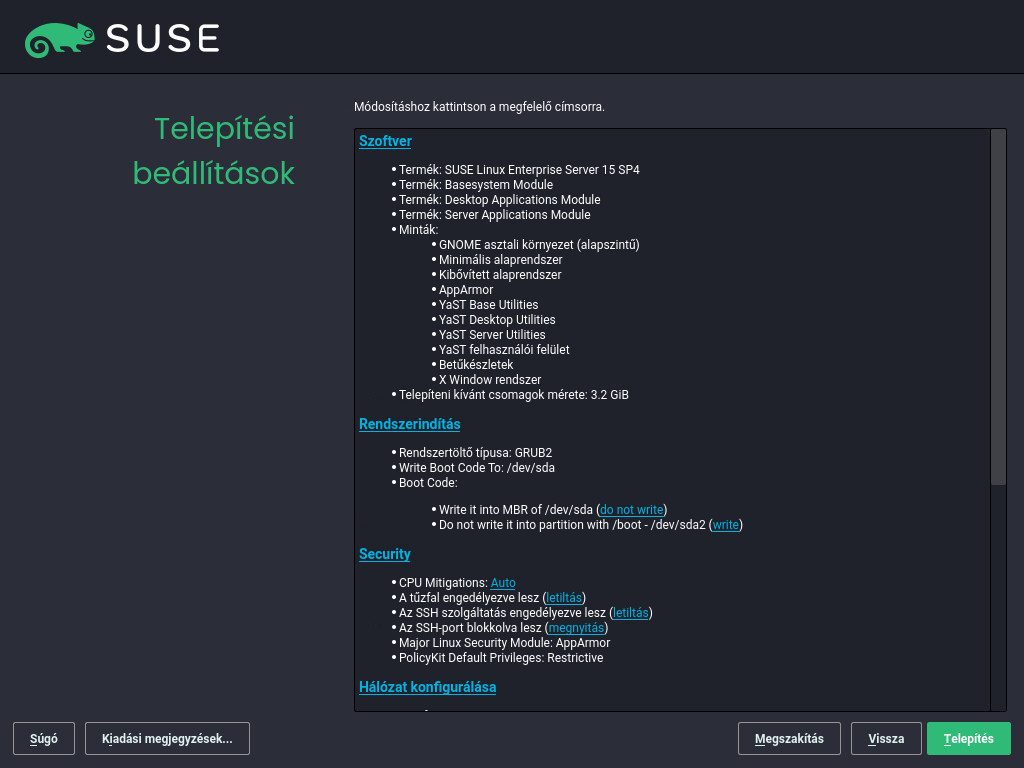 SUSE
Telepítési
beállítások
Módosításhoz kattintson a megfelelő címsorra.
Szoftver
• Termék: SUSE Linux Enterprise Server 15 SP4
• Termék: Basesystem Module
• Termék: Desktop Applications Module
• Termék: Server Applications Module
• Minták:
• GNOME asztali környezet (alapszintű)
• Minimális alaprendszer
• Kibővített alaprendszer
• AppArmor
• YaST Base Utilities
• YaST Desktop Utilities
• YaST Server Utilities
• YaST felhasználói felület
• Betűkészletek
• X Window rendszer
• Telepíteni kívánt csomagok mérete: 3.2 GiB
Rendszerindítás
• Rendszertöltő típusa: GRUB2
• Write Boot Code To: /dev/sda
• Boot Code:
• Write it into MBR of /dev/sda (do not write)
• Do not write it into partition with /boot - /dev/sda2 (write)
Security
• CPU Mitigations: Auto
• A tűzfal engedélyezve lesz (letiltás)
• Az SSH szolgáltatás engedélyezve lesz (letiltás)
• Az SSH-port blokkolva lesz (megnyitás)
• Major Linux Security Module: AppArmor
• PolicyKit Default Privileges: Restrictive
Hálózat konfigurálása
Súgó
Kiadási megjegyzések...
Megszakítás
Vissza
Telepítés